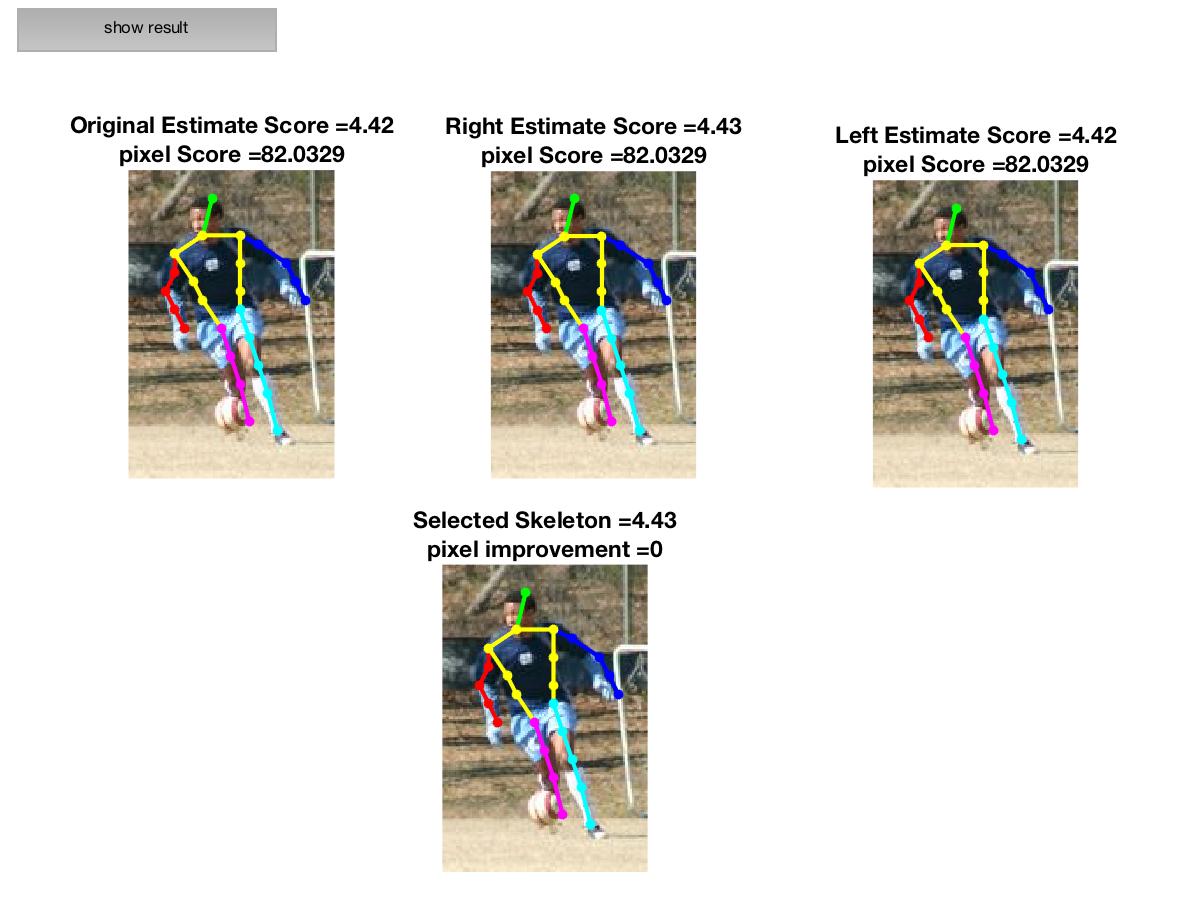 show result
Original Estimate Score =4.42
pixel Score =82.0329
Right Estimate Score =4.43
pixel Score =82.0329
Left Estimate Score =4.42
pixel Score =82.0329
Selected Skeleton =4.43
pixel improvement =0